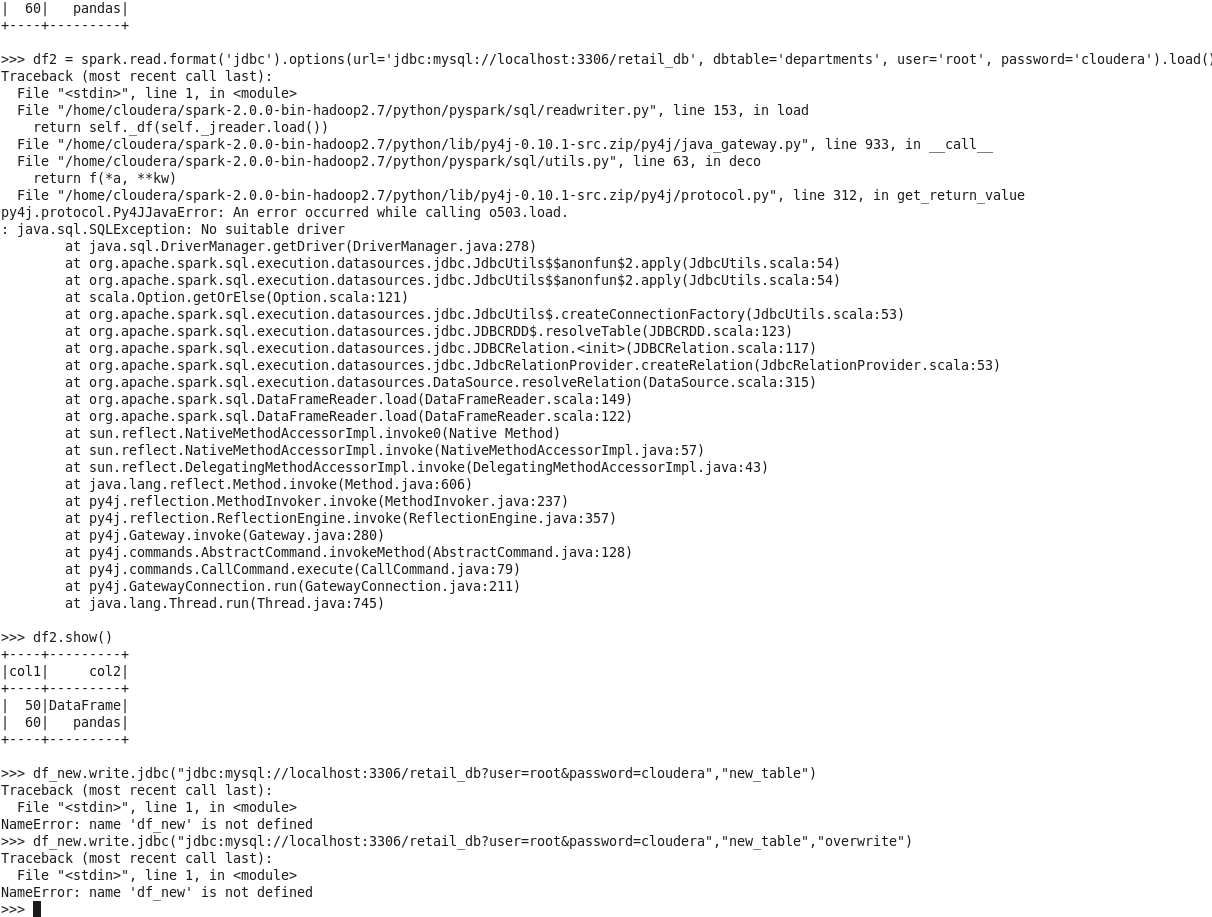 |  60|   pandas|
+----+---------+

>>> df2 = spark.read.format('jdbc').options(url='jdbc:mysql://localhost:3306/retail_db', dbtable='departments', user='root', password='cloudera').load()
Traceback (most recent call last):
  File "<stdin>", line 1, in <module>
  File "/home/cloudera/spark-2.0.0-bin-hadoop2.7/python/pyspark/sql/readwriter.py", line 153, in load
    return self._df(self._jreader.load())
  File "/home/cloudera/spark-2.0.0-bin-hadoop2.7/python/lib/py4j-0.10.1-src.zip/py4j/java_gateway.py", line 933, in __call__
  File "/home/cloudera/spark-2.0.0-bin-hadoop2.7/python/pyspark/sql/utils.py", line 63, in deco
    return f(*a, **kw)
  File "/home/cloudera/spark-2.0.0-bin-hadoop2.7/python/lib/py4j-0.10.1-src.zip/py4j/protocol.py", line 312, in get_return_value
py4j.protocol.Py4JJavaError: An error occurred while calling o503.load.
: java.sql.SQLException: No suitable driver
        at java.sql.DriverManager.getDriver(DriverManager.java:278)
        at org.apache.spark.sql.execution.datasources.jdbc.JdbcUtils$$anonfun$2.apply(JdbcUtils.scala:54)
        at org.apache.spark.sql.execution.datasources.jdbc.JdbcUtils$$anonfun$2.apply(JdbcUtils.scala:54)
        at scala.Option.getOrElse(Option.scala:121)
        at org.apache.spark.sql.execution.datasources.jdbc.JdbcUtils$.createConnectionFactory(JdbcUtils.scala:53)
        at org.apache.spark.sql.execution.datasources.jdbc.JDBCRDD$.resolveTable(JDBCRDD.scala:123)
        at org.apache.spark.sql.execution.datasources.jdbc.JDBCRelation.<init>(JDBCRelation.scala:117)
        at org.apache.spark.sql.execution.datasources.jdbc.JdbcRelationProvider.createRelation(JdbcRelationProvider.scala:53)
        at org.apache.spark.sql.execution.datasources.DataSource.resolveRelation(DataSource.scala:315)
        at org.apache.spark.sql.DataFrameReader.load(DataFrameReader.scala:149)
        at org.apache.spark.sql.DataFrameReader.load(DataFrameReader.scala:122)
        at sun.reflect.NativeMethodAccessorImpl.invoke0(Native Method)
        at sun.reflect.NativeMethodAccessorImpl.invoke(NativeMethodAccessorImpl.java:57)
        at sun.reflect.DelegatingMethodAccessorImpl.invoke(DelegatingMethodAccessorImpl.java:43)
        at java.lang.reflect.Method.invoke(Method.java:606)
        at py4j.reflection.MethodInvoker.invoke(MethodInvoker.java:237)
        at py4j.reflection.ReflectionEngine.invoke(ReflectionEngine.java:357)
        at py4j.Gateway.invoke(Gateway.java:280)
        at py4j.commands.AbstractCommand.invokeMethod(AbstractCommand.java:128)
        at py4j.commands.CallCommand.execute(CallCommand.java:79)
        at py4j.GatewayConnection.run(GatewayConnection.java:211)
        at java.lang.Thread.run(Thread.java:745)

>>> df2.show()
+----+---------+
|col1|     col2|
+----+---------+
|  50|DataFrame|
|  60|   pandas|
+----+---------+

>>> df_new.write.jdbc("jdbc:mysql://localhost:3306/retail_db?user=root&password=cloudera","new_table")
Traceback (most recent call last):
  File "<stdin>", line 1, in <module>
NameError: name 'df_new' is not defined
>>> df_new.write.jdbc("jdbc:mysql://localhost:3306/retail_db?user=root&password=cloudera","new_table","overwrite")
Traceback (most recent call last):
  File "<stdin>", line 1, in <module>
NameError: name 'df_new' is not defined
>>>